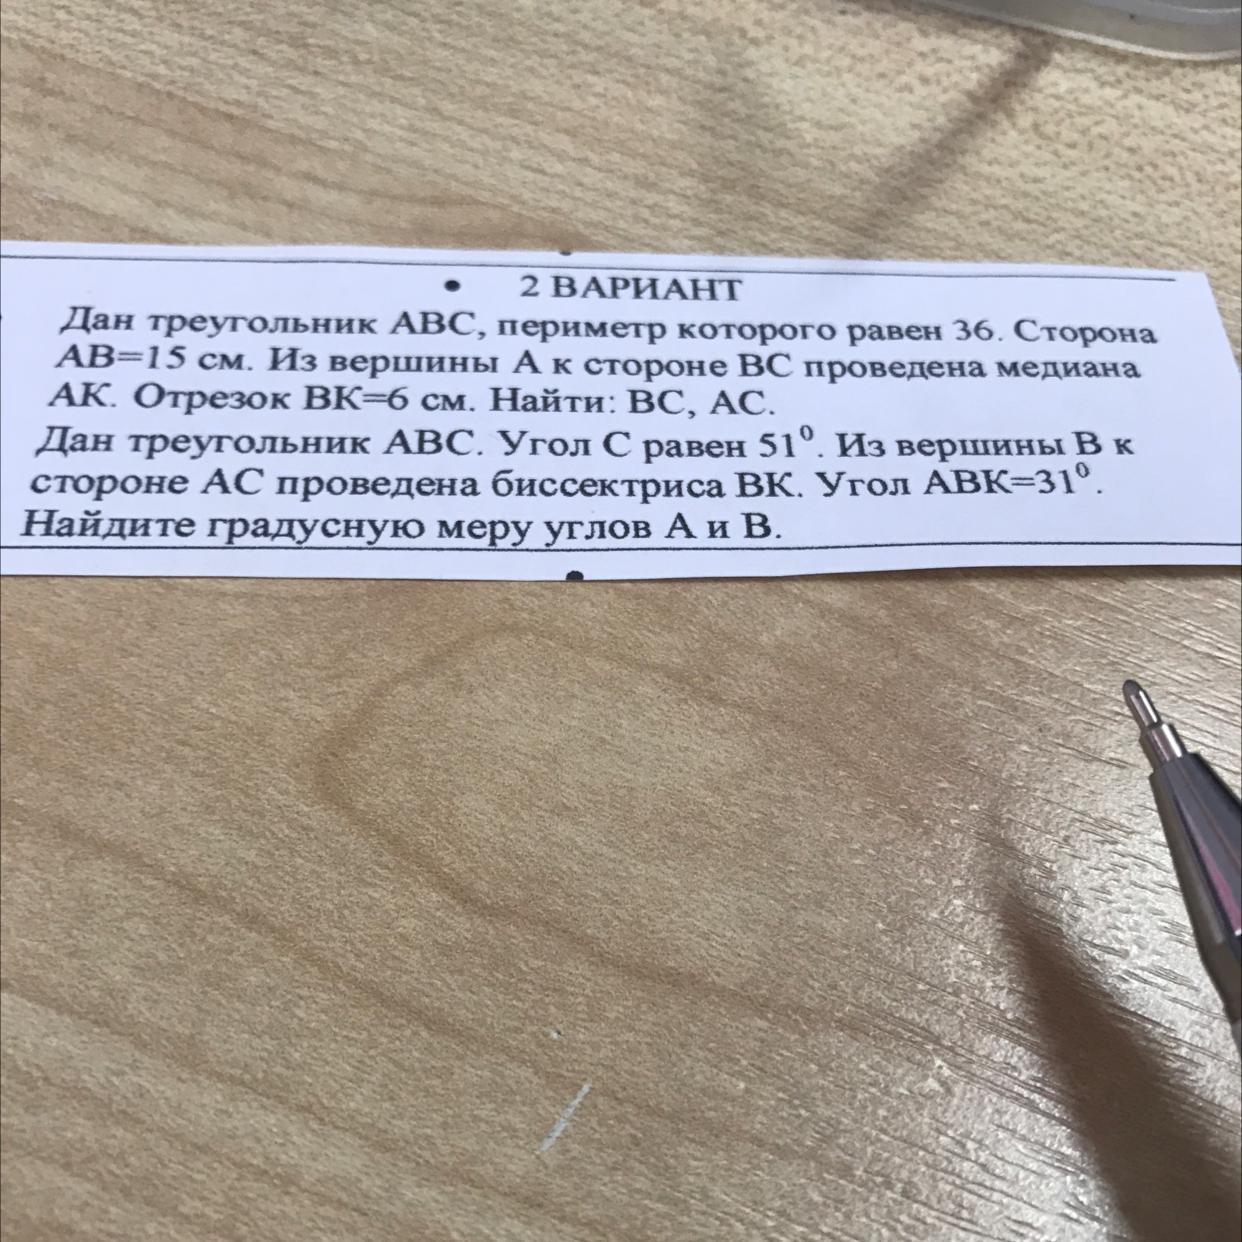 • 2 ВАРИАНТ
Дан треугольник АВС, периметр которого равен 36. Сторона
АВ=15 см. Из вершины А к стороне ВС проведена медиана
АК. Отрезок ВК=6 см. Найти: ВС, АС.
Дан треугольник АВС. Угол С равен 51⁰. Из вершины В к
стороне АС проведена биссектриса ВК. Угол АВК=31⁰.
Найдите градусную меру углов А и В.